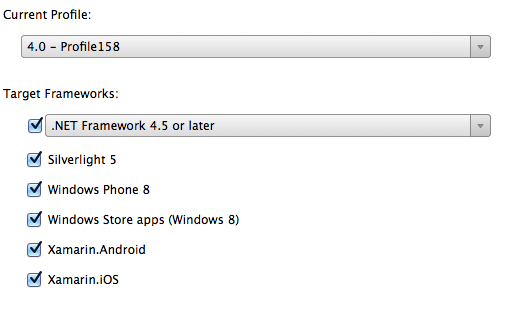 Current Profile:
4.0 – Profile158
Target Frameworks:
.NET Framework 4.5 or later
Silverlight 5
Windows Phone 8
Windows Store apps (Windows 8)
Xamarin.Android
Xamarin.iOS